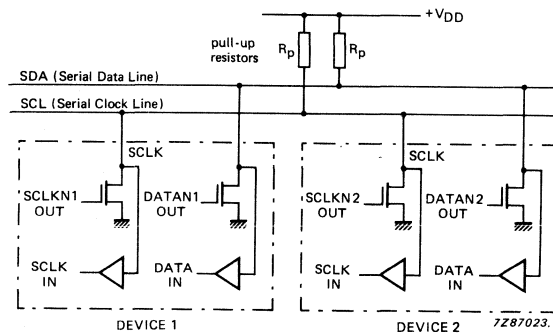 +VDD
pull-up
resistors
Rp
Rp
SDA (Serial Data Line)
SCL (Serial Clock Line)
SCLK
SCLK
SCLKN1
OUT
DATAN1
OUT
SCLKN2
OUT
DATAN2
OUT
SCLK
IN
DATA
IN
SCLK
IN
DATA
IN
DEVICE 1
DEVICE 2
7Z87023.